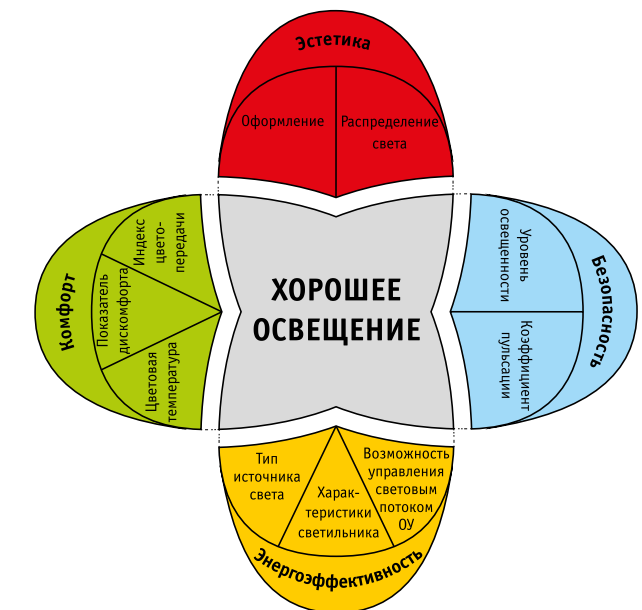 Эстетика
Оформление
Распределение
света
Комфорт
Индекс
цвето-
передачи
Показатель
дискомфорта
Цветовая
температура
ХОРОШЕЕ
ОСВЕЩЕНИЕ
Безопасность
Уровень
освещенности
Коэффициент
пульсации
Тип
источника
света
Харак-
теристики
светильника
Возможность
управления
световым
потоком
ОУ
Энергоэффективность